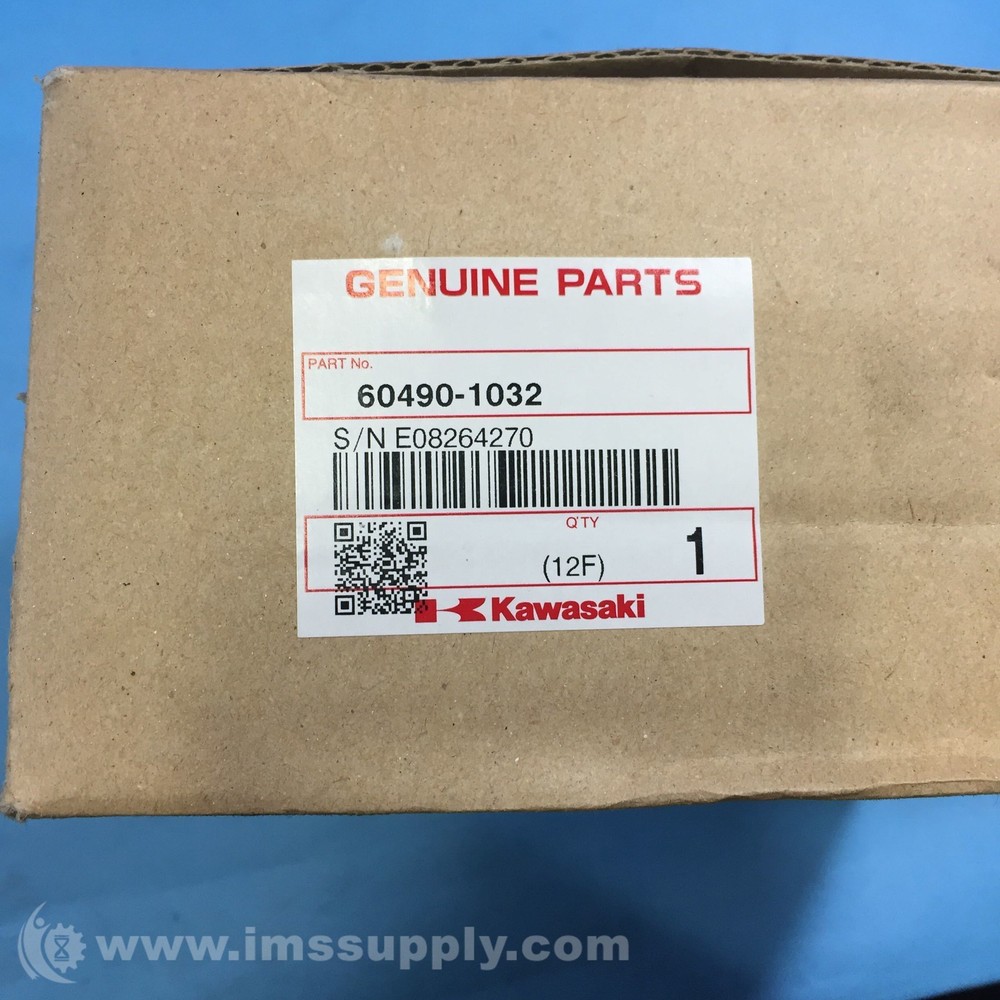 GENUINE PARTS
PART No.
60490-1032
S/N E08264270
Q'TY
(12F) 1
Kawasaki
www.imssupply.com